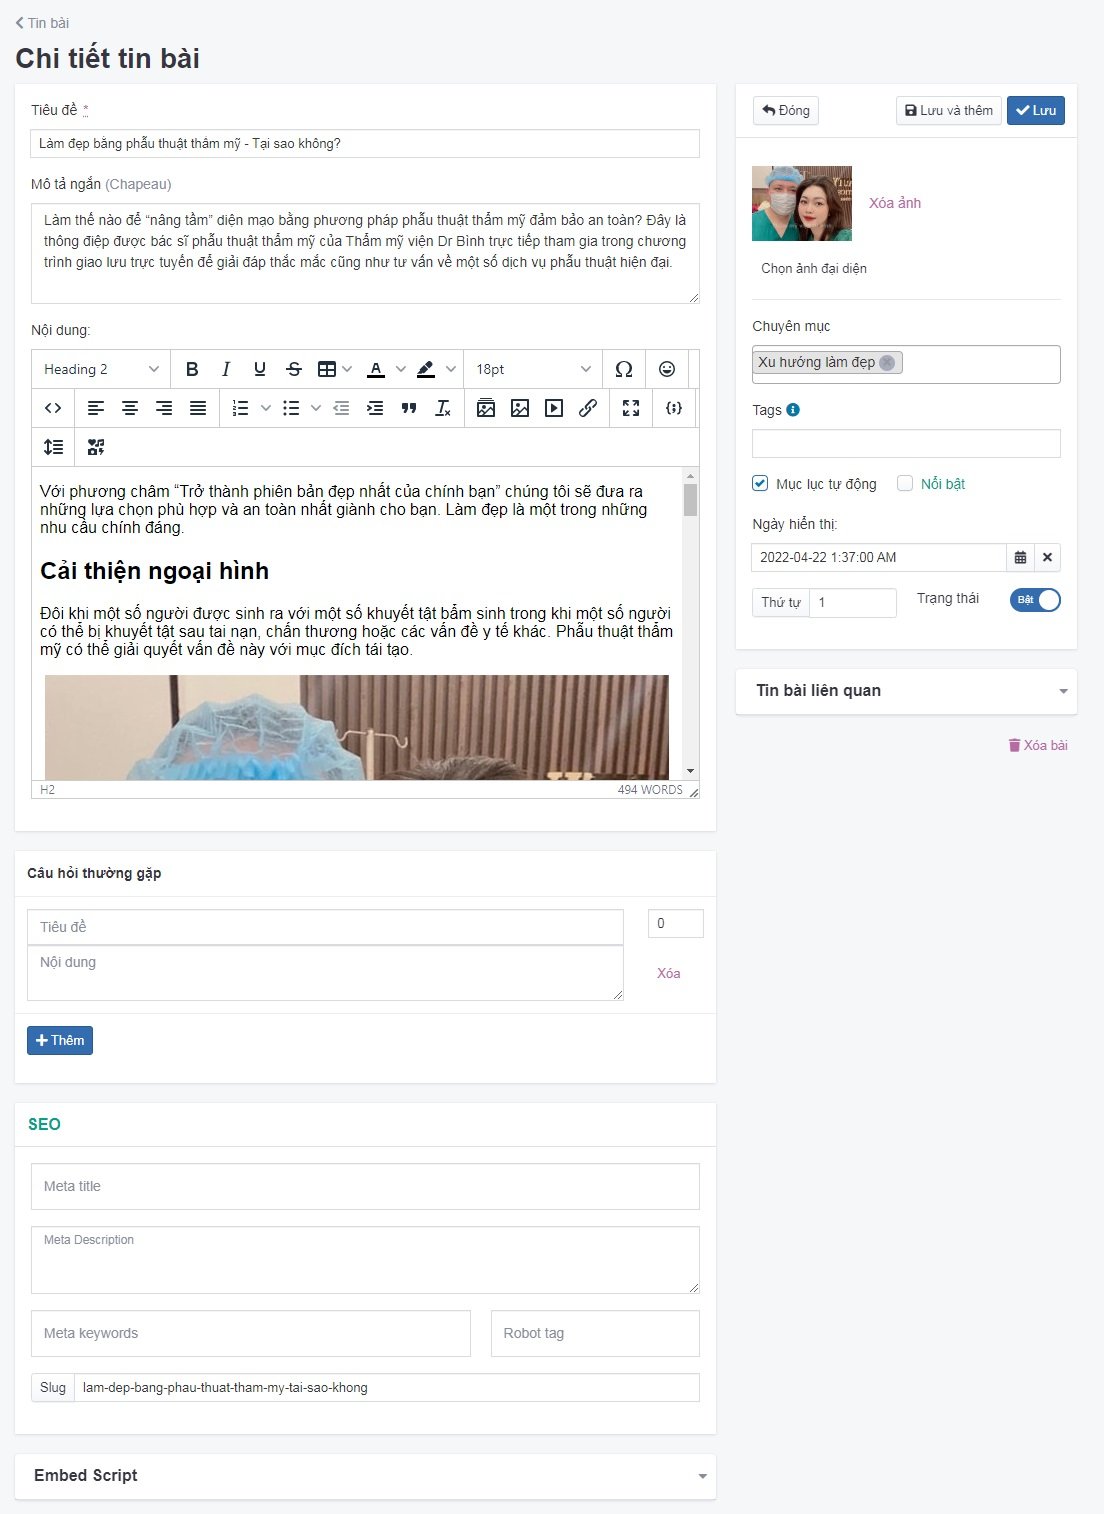 Tin bài
Chi tiết tin bài
Tiêu đề *
Làm đẹp bằng phẫu thuật thẩm mỹ - Tại sao không?
Mô tả ngắn (Chapeau)
Làm thế nào để “nâng tầm” diện mạo bằng phương pháp phẫu thuật thẩm mỹ đảm bảo an toàn? Đây là
thông điệp được bác sĩ phẫu thuật thẩm mỹ của Thẩm mỹ viện Dr Bình trực tiếp tham gia trong chương
trình giao lưu trực tuyến để giải đáp thắc mắc cũng như tư vấn về một số dịch vụ phẫu thuật hiện đại.
Nội dung:
Heading 2
18pt
Với phương châm “Trở thành phiên bản đẹp nhất của chính bạn” chúng tôi sẽ đưa ra
những lựa chọn phù hợp và an toàn nhất giành cho bạn. Làm đẹp là một trong những
nhu cầu chính đáng.
Cải thiện ngoại hình
Đôi khi một số người được sinh ra với một số khuyết tật bẩm sinh trong khi một số người
có thể bị khuyết tật sau tai nạn, chấn thương hoặc các vấn đề y tế khác. Phẫu thuật thẩm
mỹ có thể giải quyết vấn đề này với mục đích tái tạo.
H2
494 WORDS
Câu hỏi thường gặp
Tiêu đề
0
Nội dung
Xóa
Thêm
SEO
Meta title
Meta Description
Meta keywords
Robot tag
Slug
lam-dep-bang-phau-thuat-tham-my-tai-sao-khong
Embed Script
Đóng
Lưu và thêm
Lưu
Xóa ảnh
Chọn ảnh đại diện
Chuyên mục
Xu hướng làm đẹp
Tags
Mục lục tự động
Nổi bật
Ngày hiển thị:
2022-04-22 1:37:00 AM
Thứ tự
1
Trạng thái
Bật
Tin bài liên quan
Xóa bài